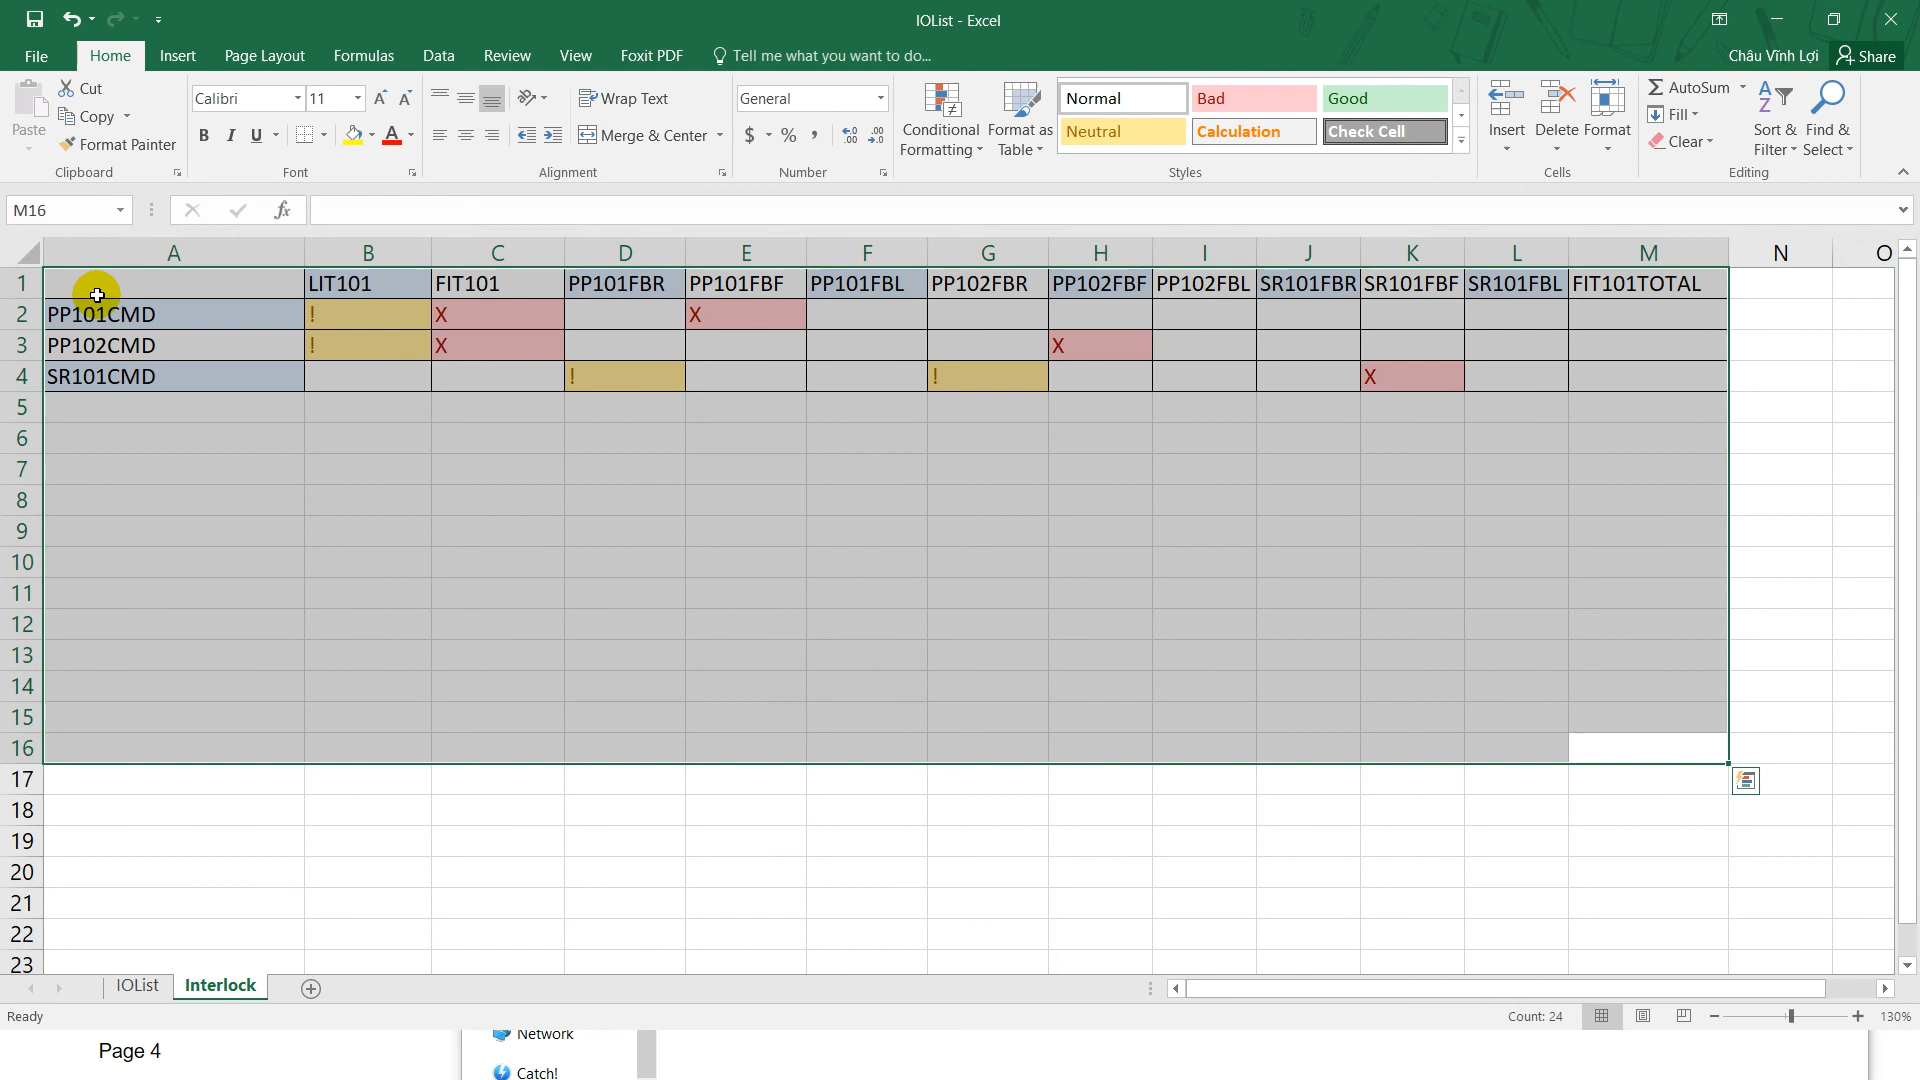 IOList - Excel
File Home Insert Page Layout Formulas Data Review View Foxit PDF Tell me what you want to do... Châu Vĩnh Lợi Share
Paste Cut Copy Format Painter
Clipboard
Calibri 11
B I U A
Font
Wrap Text
Merge & Center
Alignment
General
$ % ,
Number
Conditional Formatting
Format as Table
Normal Bad Good
Neutral Calculation Check Cell
Styles
Insert Delete Format
Cells
AutoSum
Fill
Clear
Sort & Filter
Find & Select
Editing
M16 fx
A B C D E F G H I J K L M N O
1 LIT101 FIT101 PP101FBR PP101FBF PP101FBL PP102FBR PP102FBF PP102FBL SR101FBR SR101FBF SR101FBL FIT101TOTAL
2 PP101CMD ! X X
3 PP102CMD ! X X
4 SR101CMD ! ! X
5
6
7
8
9
10
11
12
13
14
15
16
17
18
19
20
21
22
23
IOList Interlock
Ready Count: 24 130%
Network
Page 4
Catch!